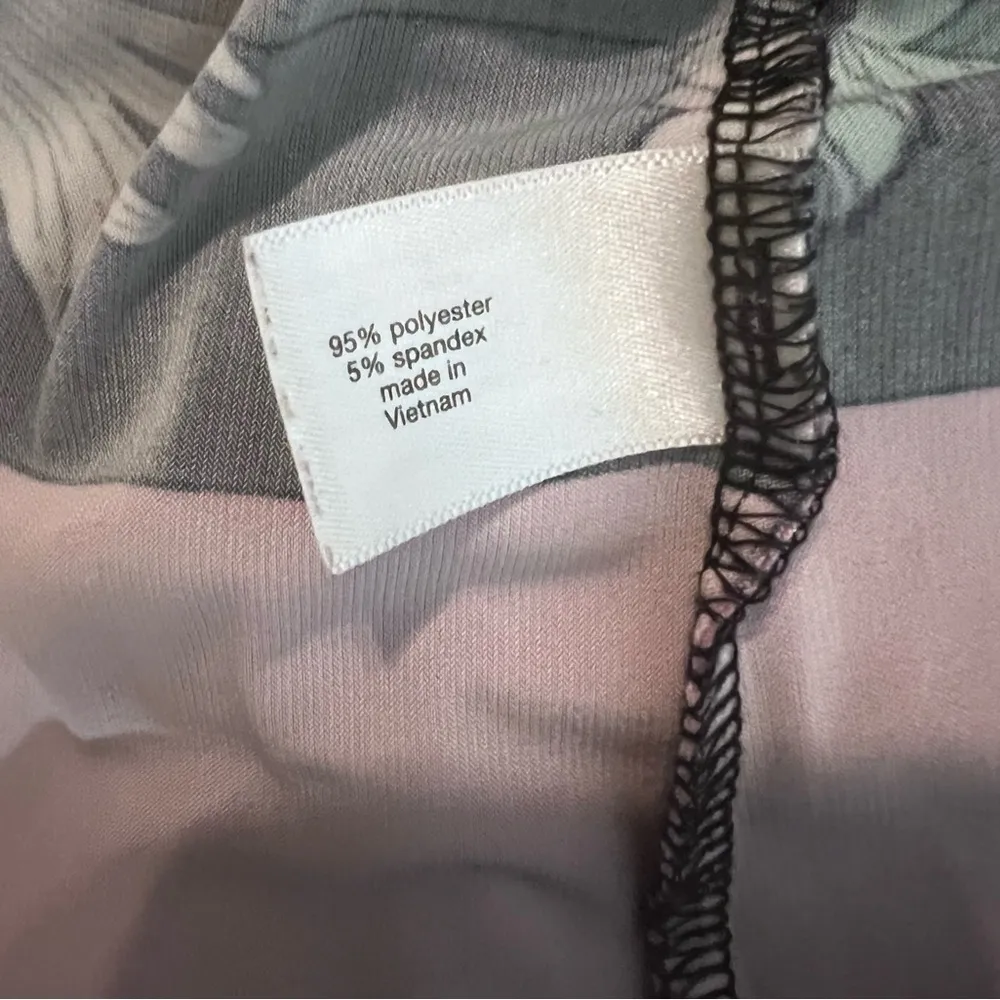 95% polyester
5% spandex
made in
Vietnam